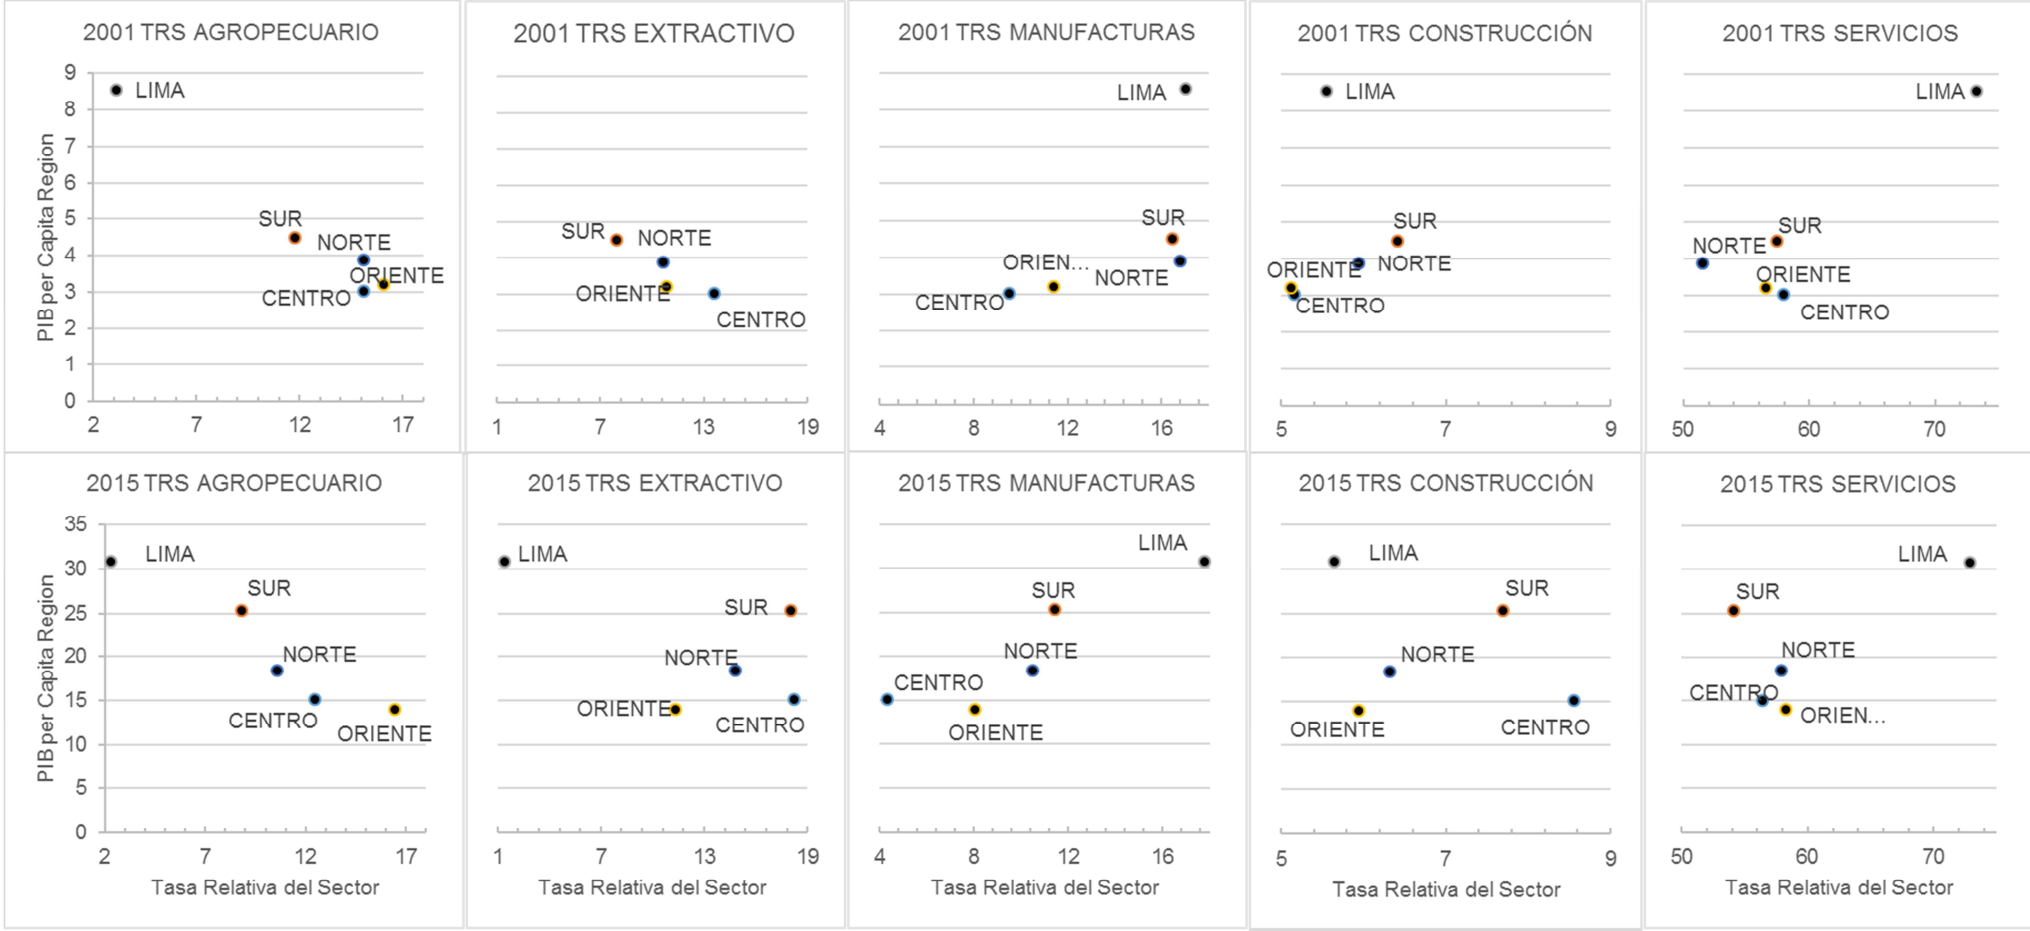 2001 TRS AGROPECUARIO
PIB per Capita Region
9
8
7
6
5
4
3
2
1
0
LIMA
SUR
NORTE
ORIENTE
CENTRO
2 7 12 17
2001 TRS EXTRACTIVO
SUR
NORTE
ORIENTE
CENTRO
1 7 13 19
2001 TRS MANUFACTURAS
LIMA
SUR
ORIEN...
NORTE
CENTRO
4 8 12 16
2001 TRS CONSTRUCCIÓN
LIMA
SUR
ORIENTE
NORTE
CENTRO
5 7 9
2001 TRS SERVICIOS
LIMA
SUR
NORTE
ORIENTE
CENTRO
50 60 70
2015 TRS AGROPECUARIO
PIB per Capita Region
35
30
25
20
15
10
5
0
LIMA
SUR
NORTE
CENTRO
ORIENTE
2 7 12 17
Tasa Relativa del Sector
2015 TRS EXTRACTIVO
LIMA
SUR
NORTE
ORIENTE
CENTRO
1 7 13 19
Tasa Relativa del Sector
2015 TRS MANUFACTURAS
LIMA
SUR
NORTE
CENTRO
ORIENTE
4 8 12 16
Tasa Relativa del Sector
2015 TRS CONSTRUCCIÓN
LIMA
SUR
NORTE
ORIENTE
CENTRO
5 7 9
Tasa Relativa del Sector
2015 TRS SERVICIOS
LIMA
SUR
NORTE
CENTRO
ORIEN...
50 60 70
Tasa Relativa del Sector